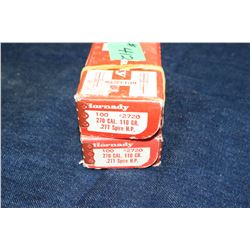 Hornady
100 •2720
270 CAL. 110 GR.
.277 Spire H.P.
Hornady
100 •2720
270 CAL. 110 GR.
.277 Spire H.P.